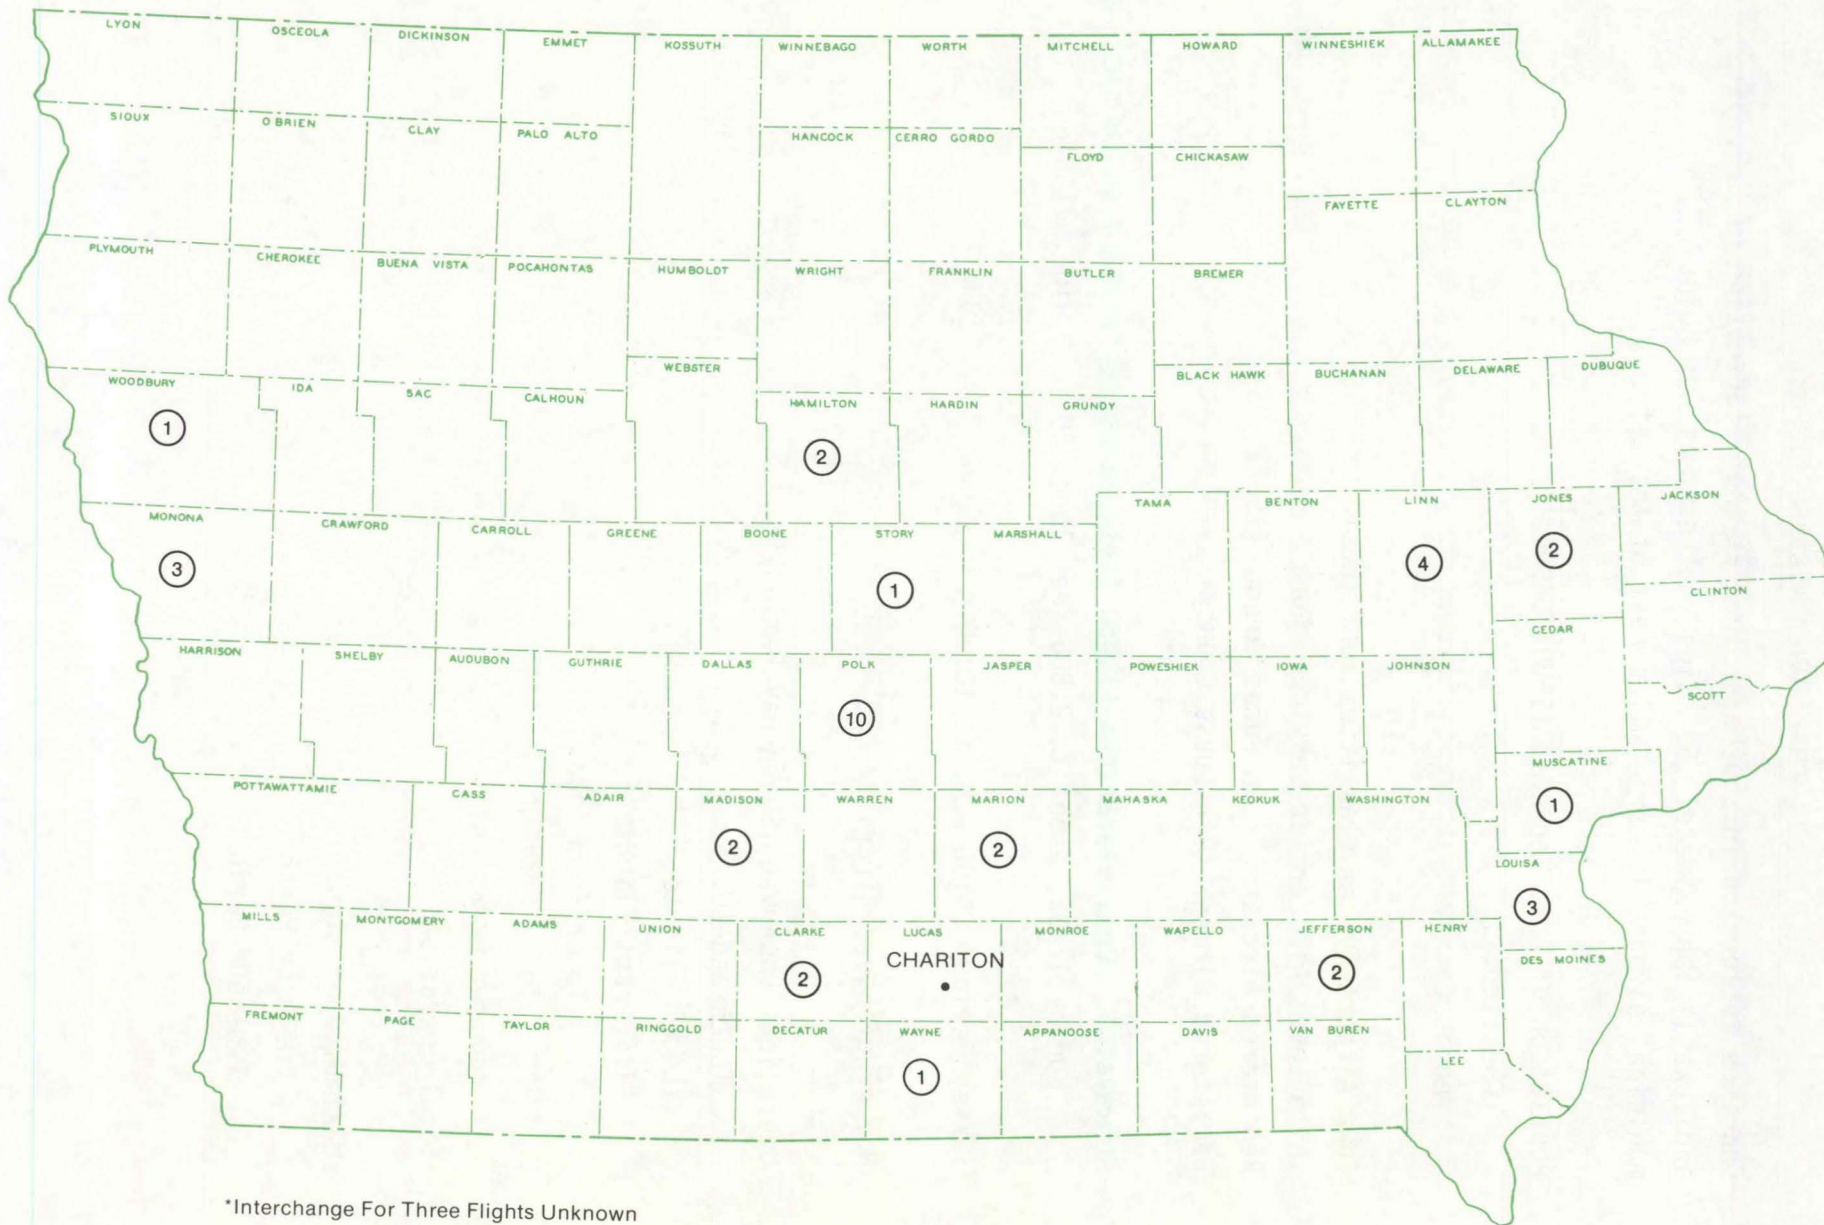 LYON
OSCEOLA
DICKINSON
EMMET
KOSSUTH
WINNEBAGO
WORTH
MITCHELL
HOWARD
WINNESHIEK
ALLAMAKEE
SIOUX
O BRIEN
CLAY
PALO ALTO
HANCOCK
CERRO GORDO
FLOYD
CHICKASAW
FAYETTE
CLAYTON
PLYMOUTH
CHEROKEE
BUENA VISTA
POCAHONTAS
HUMBOLDT
WRIGHT
FRANKLIN
BUTLER
BREMER
WEBSTER
BLACK HAWK
BUCHANAN
DELAWARE
DUBUQUE
WOODBURY
IDA
SAC
CALHOUN
HAMILTON
HARDIN
GRUNDY
1
2
MONONA
CRAWFORD
CARROLL
GREENE
BOONE
STORY
MARSHALL
TAMA
BENTON
LINN
JONES
JACKSON
3
1
4
2
CLINTON
CEDAR
HARRISON
SHELBY
AUDUBON
GUTHRIE
DALLAS
POLK
JASPER
POWESHIEK
IOWA
JOHNSON
SCOTT
10
MUSCATINE
POTTAWATTAMIE
CASS
ADAIR
MADISON
WARREN
MARION
MAHASKA
KEOKUK
WASHINGTON
1
2
2
LOUISA
3
MILLS
MONTGOMERY
ADAMS
UNION
CLARKE
LUCAS
MONROE
WAPELLO
JEFFERSON
HENRY
DES MOINES
CHARITON
2
2
FREMONT
PAGE
TAYLOR
RINGGOLD
DECATUR
WAYNE
APPANOOSE
DAVIS
VAN BUREN
LEE
1
*Interchange For Three Flights Unknown